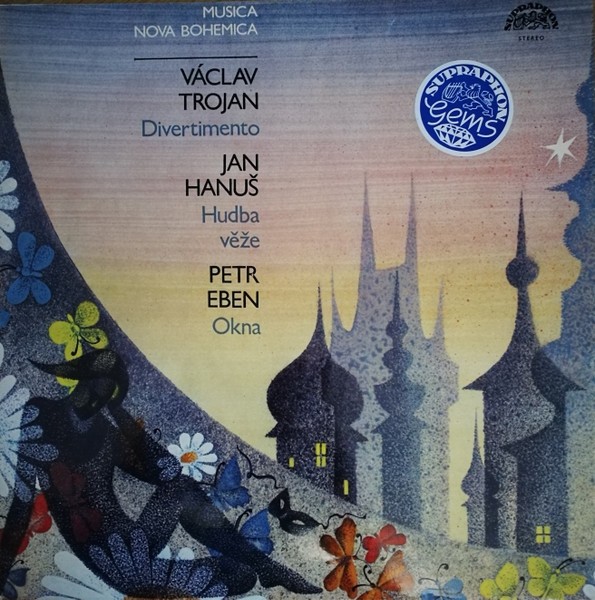 MUSICA
NOVA BOHEMICA
SUPRAPHON
STEREO
VÁCLAV
TROJAN
Divertimento
JAN
HANUŠ
Hudba
věže
PETR
EBEN
Okna
SUPRAPHON
Gems